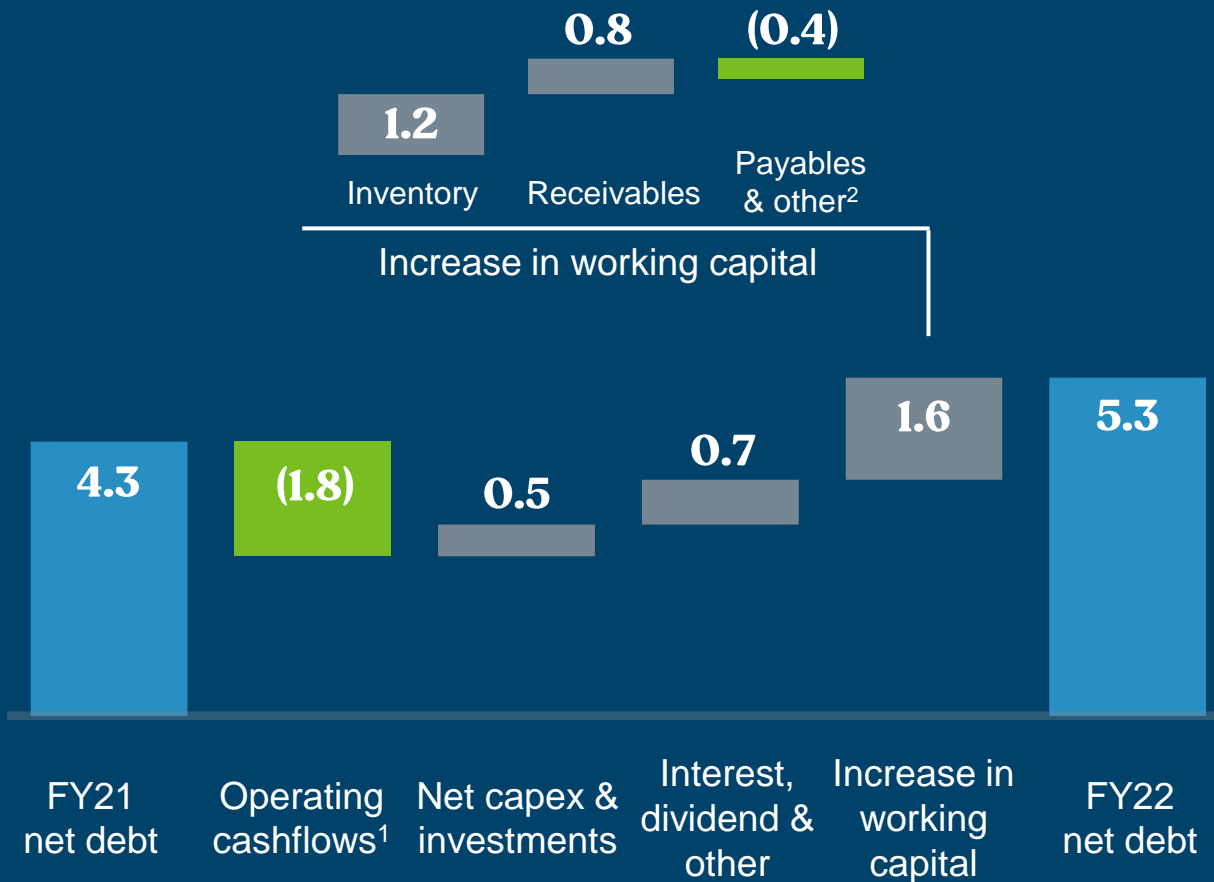 0.8
(0.4)
1.2
Inventory
Receivables
Payables
& other²
Increase in working capital
4.3
(1.8)
0.5
0.7
1.6
5.3
FY21
net debt
Operating
cashflows¹
Net capex &
investments
Interest,
dividend &
other
Increase in
working
capital
FY22
net debt